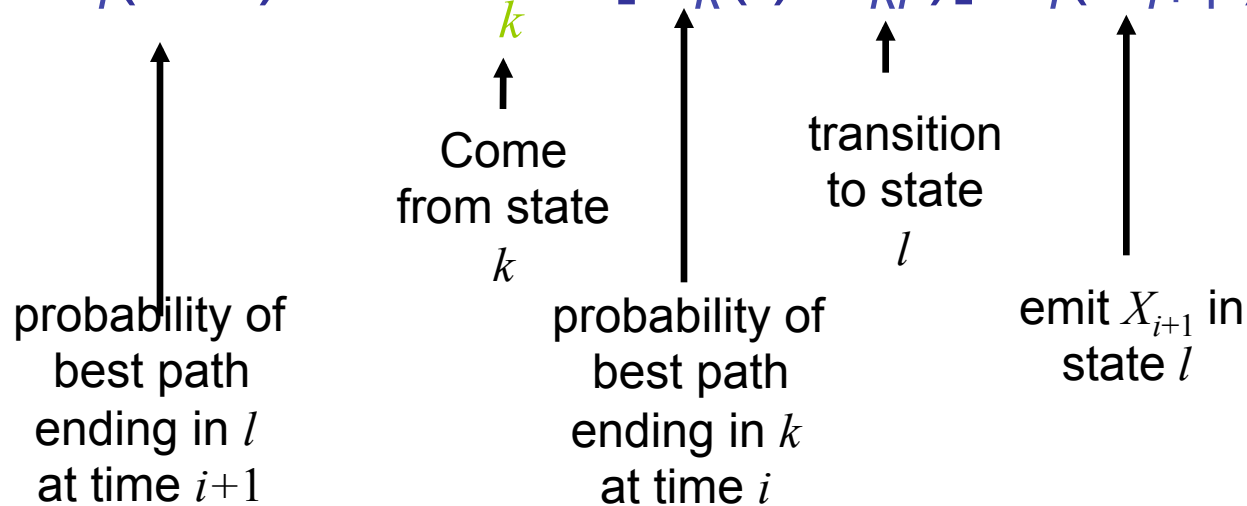 k
Come
from state
k
transition
to state
l
probability of
best path
ending in l
at time i+1
probability of
best path
ending in k
at time i
emit X_{i+1} in
state l